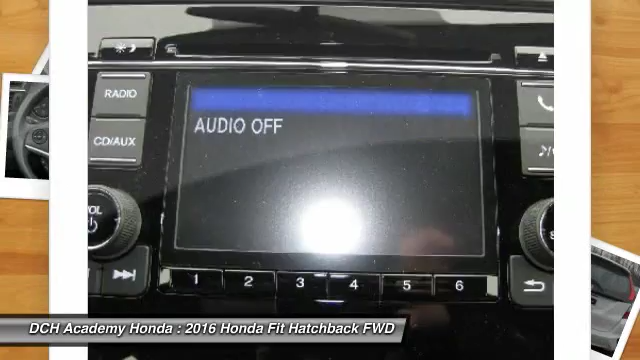 RADIO
AUDIO OFF
CD/AUX
VOL
1 2 3 4 5 6
DCH Academy Honda : 2016 Honda Fit Hatchback FWD